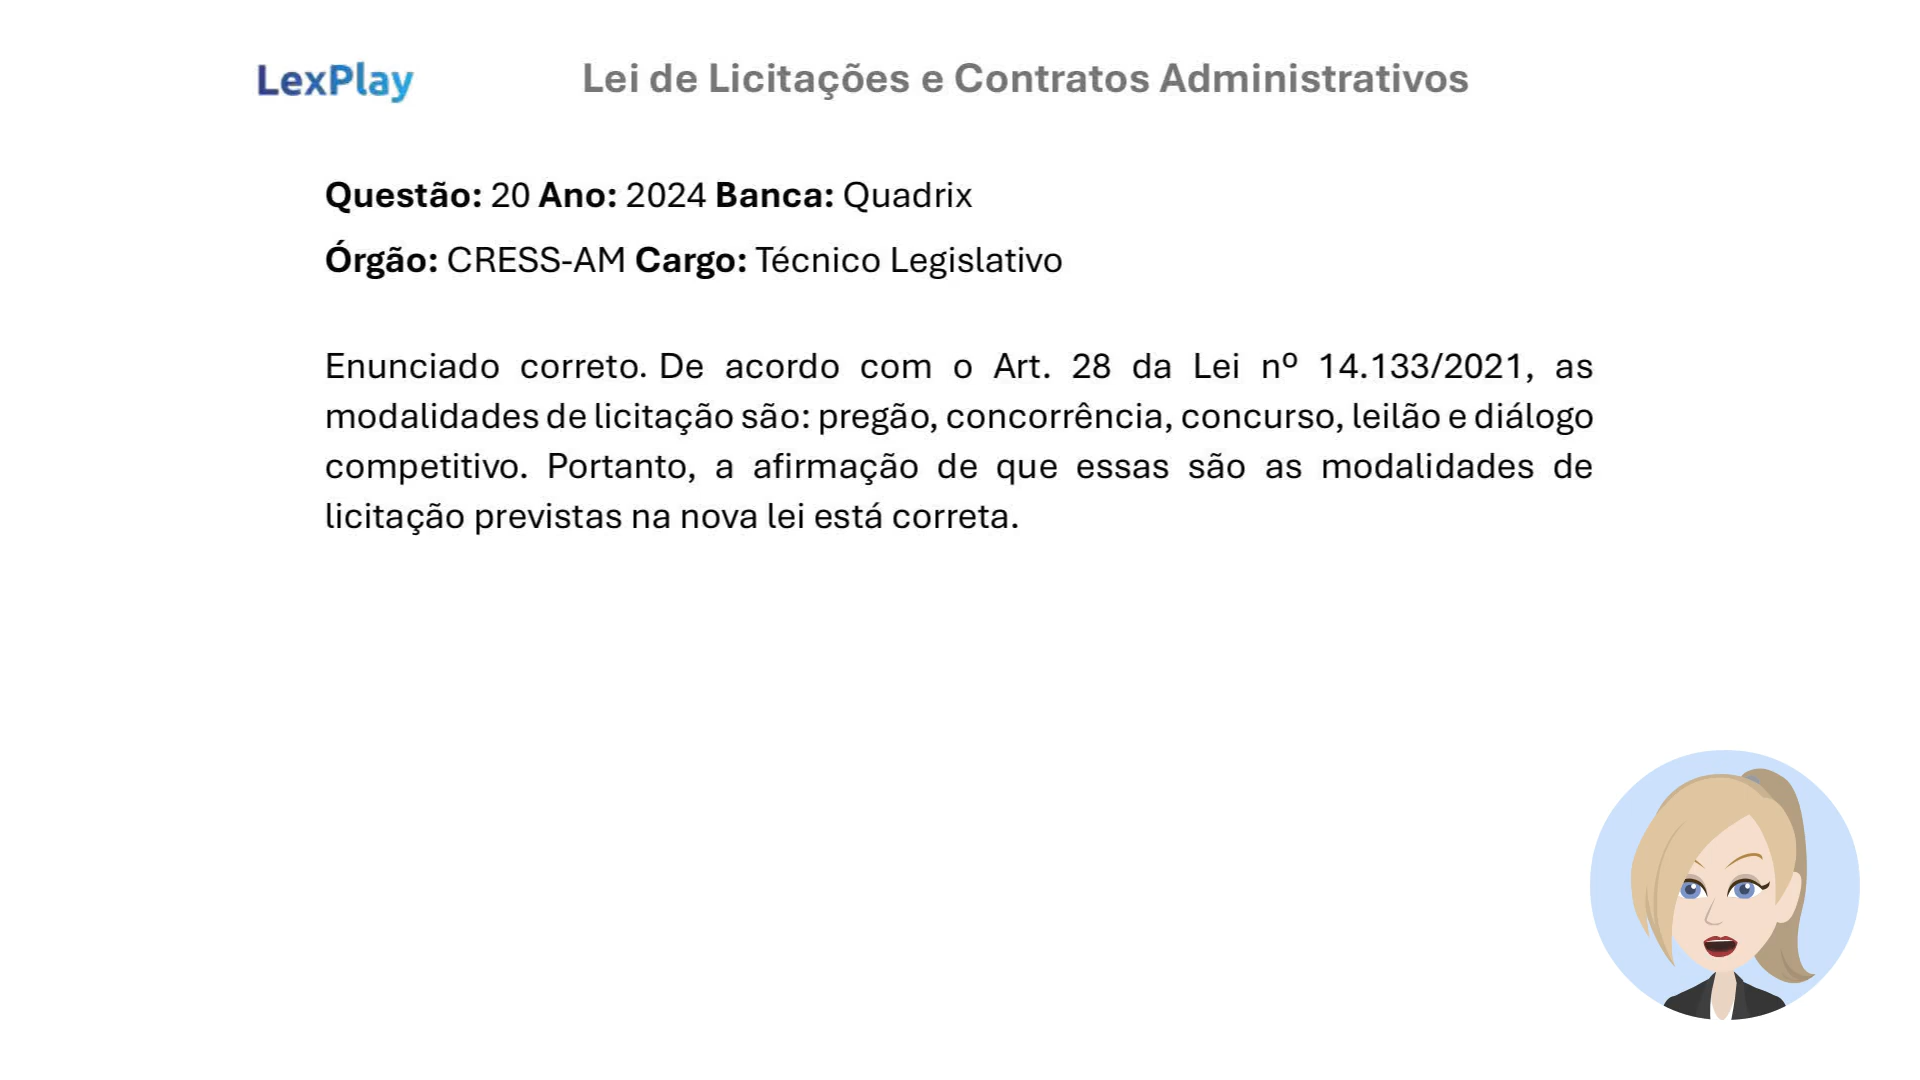 LexPlay
Lei de Licitações e Contratos Administrativos
Questão: 20 Ano: 2024 Banca: Quadrix
Órgão: CRESS-AM Cargo: Técnico Legislativo
Enunciado correto. De acordo com o Art. 28 da Lei nº 14.133/2021, as
modalidades de licitação são: pregão, concorrência, concurso, leilão e diálogo
competitivo. Portanto, a afirmação de que essas são as modalidades de
licitação previstas na nova lei está correta.